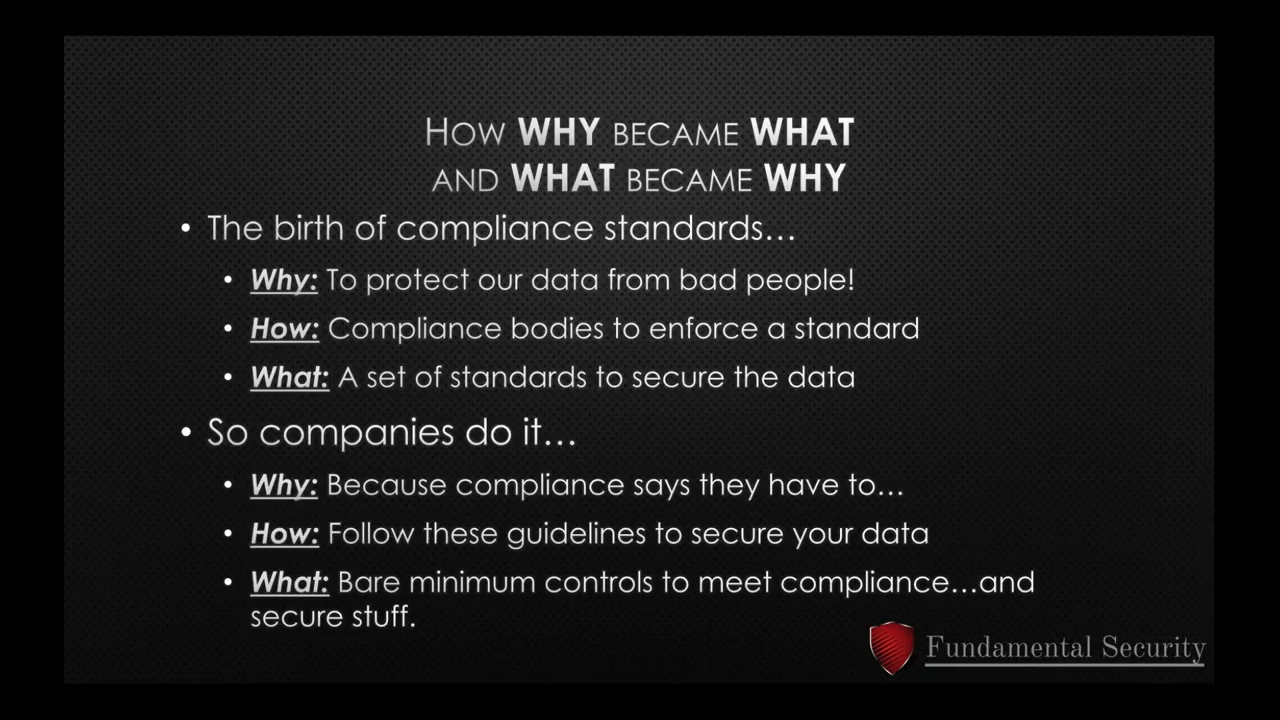 How WHY became WHAT
and WHAT became WHY
• The birth of compliance standards…
• Why: To protect our data from bad people!
• How: Compliance bodies to enforce a standard
• What: A set of standards to secure the data
• So companies do it…
• Why: Because compliance says they have to…
• How: Follow these guidelines to secure your data
• What: Bare minimum controls to meet compliance…and
secure stuff.
Fundamental Security